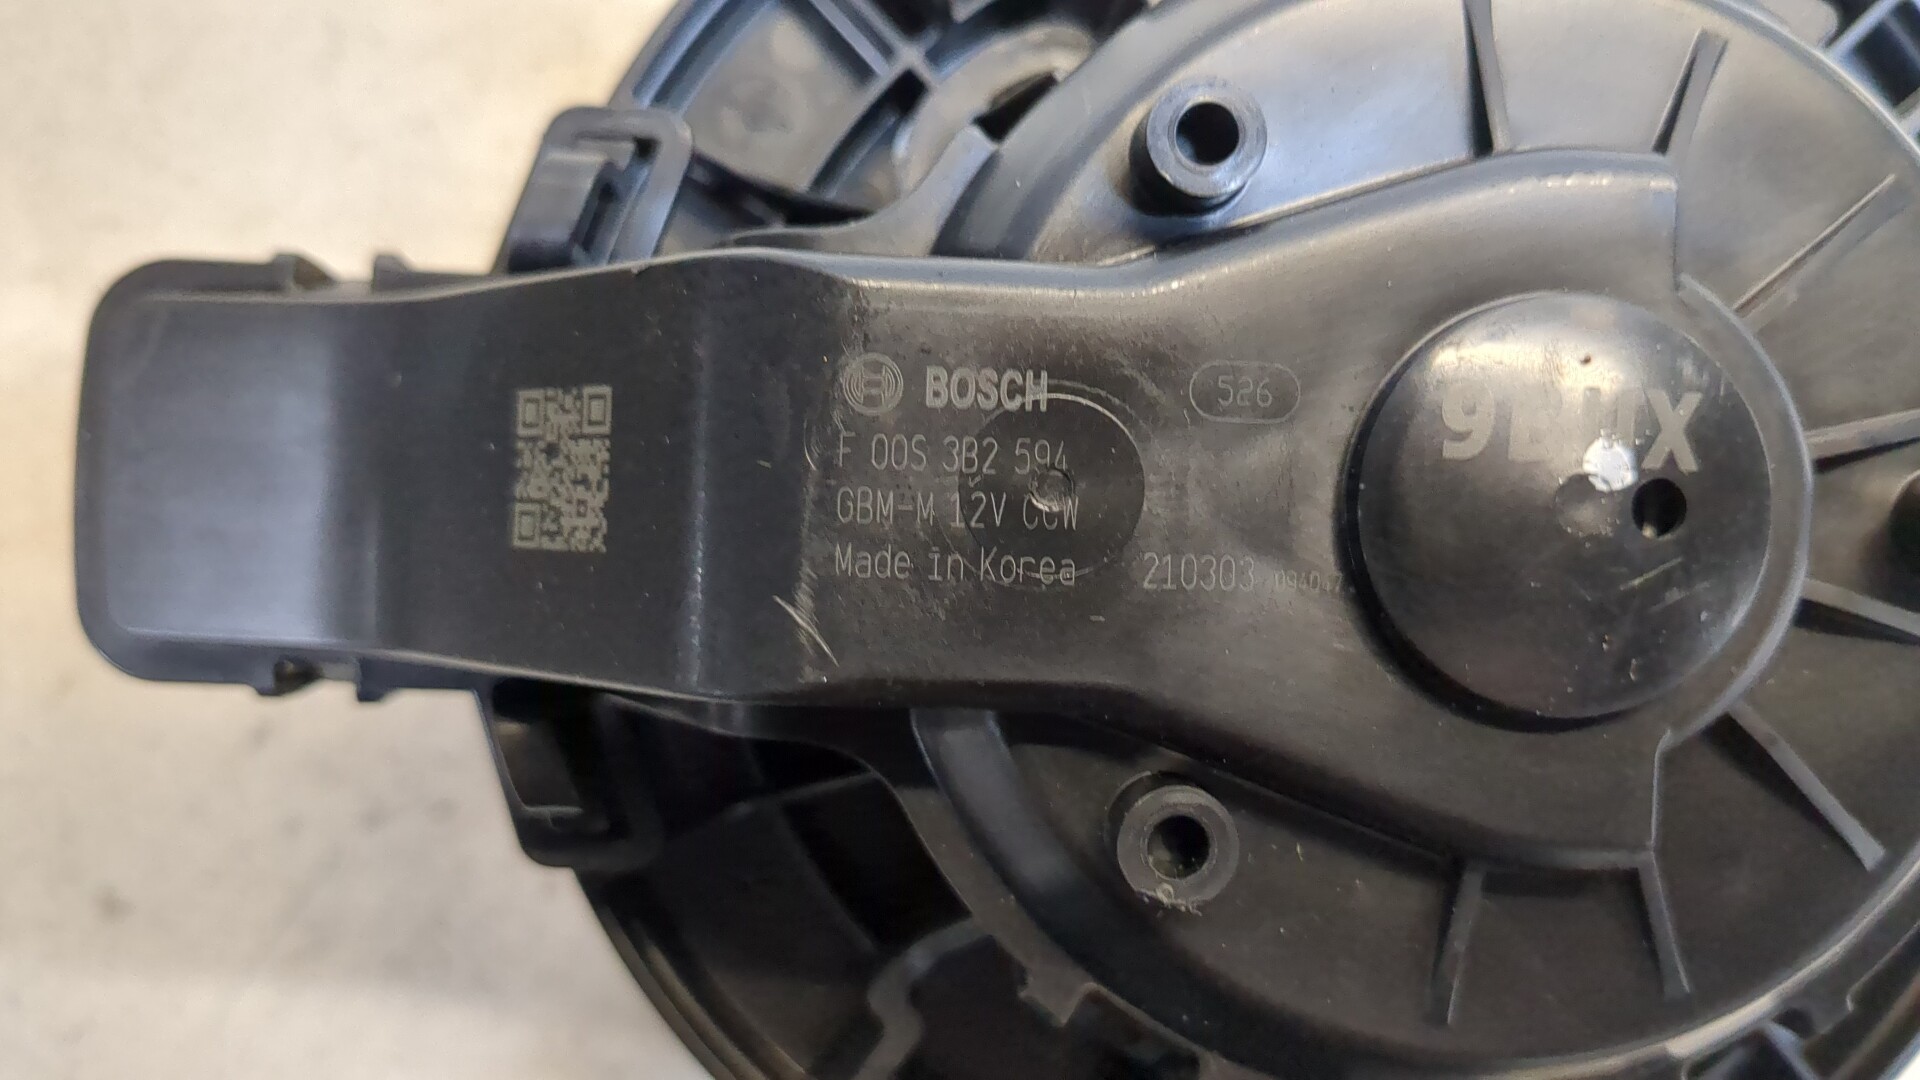 BOSCH
526
F 00S 3B2 594
GBM-M 12V CCW
Made in Korea
210303